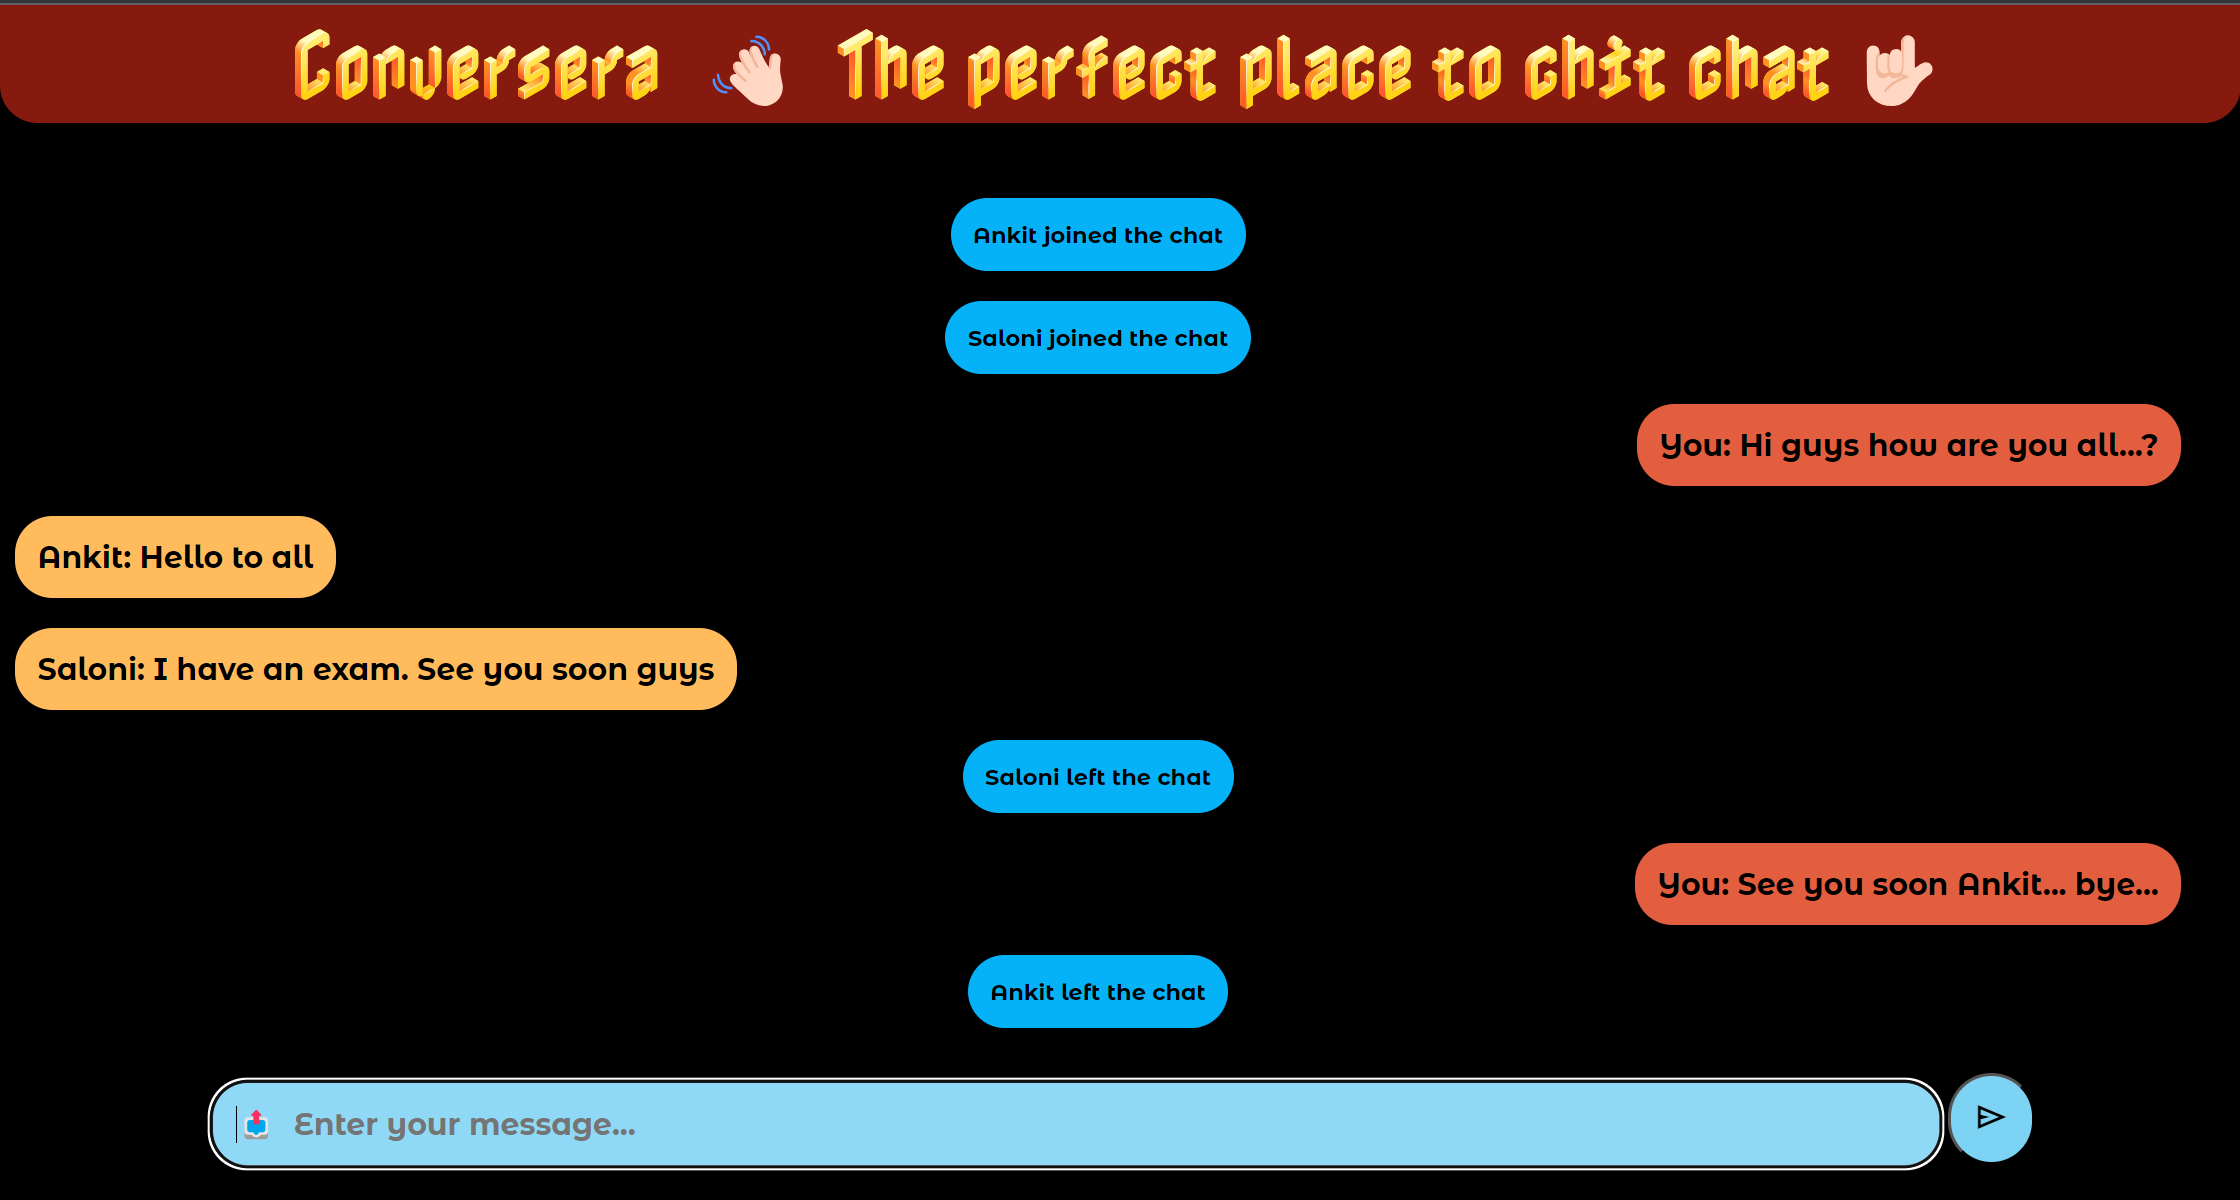 Conversera 👋🏻 The perfect place to chit chat 🤟🏻
Ankit joined the chat
Saloni joined the chat
You: Hi guys how are you all...?
Ankit: Hello to all
Saloni: I have an exam. See you soon guys
Saloni left the chat
You: See you soon Ankit... bye...
Ankit left the chat
📤 Enter your message...